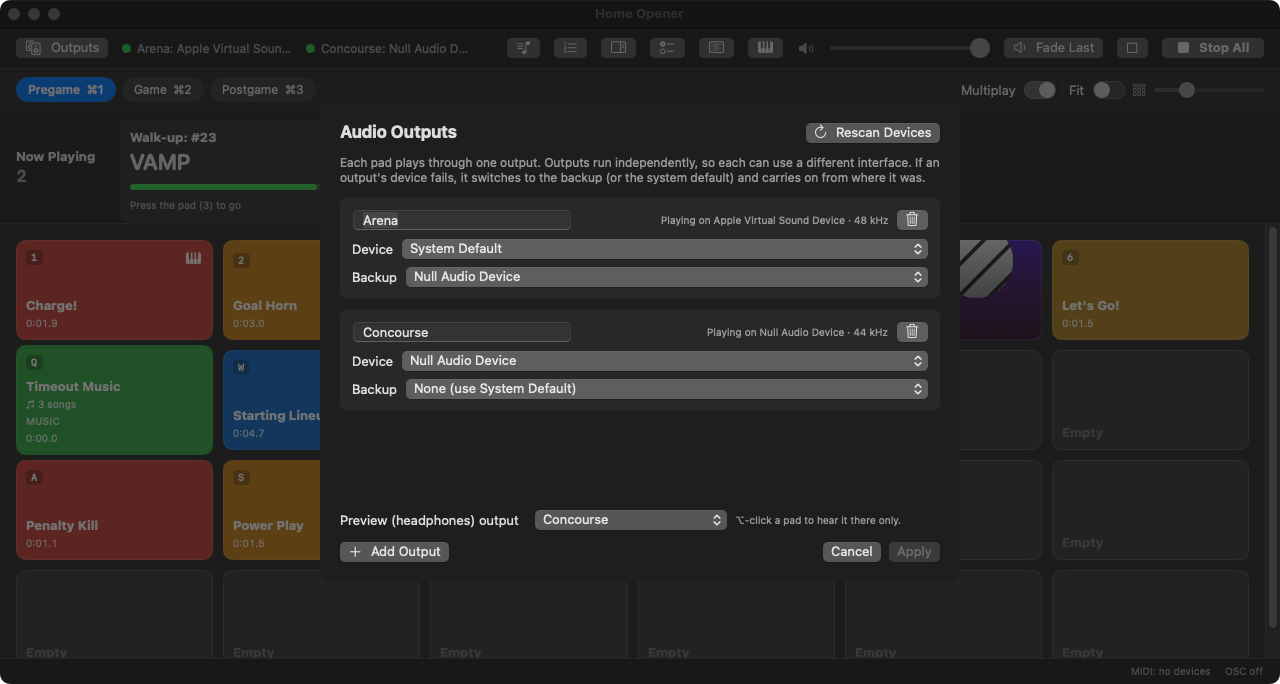 Home Opener
Outputs
Arena: Apple Virtual Soun...
Concourse: Null Audio D...
Fade Last
Stop All
Pregame ⌘1
Game ⌘2
Postgame ⌘3
Multiplay
Fit
Now Playing
2
Walk-up: #23
VAMP
Press the pad (3) to go
Audio Outputs
Rescan Devices
Each pad plays through one output. Outputs run independently, so each can use a different interface. If an
output's device fails, it switches to the backup (or the system default) and carries on from where it was.
Arena
Playing on Apple Virtual Sound Device · 48 kHz
Device
System Default
Backup
Null Audio Device
Concourse
Playing on Null Audio Device · 44 kHz
Device
Null Audio Device
Backup
None (use System Default)
Preview (headphones) output
Concourse
⌥-click a pad to hear it there only.
Add Output
Cancel
Apply
1
Charge!
0:01.9
2
Goal Horn
0:03.0
6
Let's Go!
0:01.5
Q
Timeout Music
♫ 3 songs
MUSIC
0:00.0
W
Starting Lineu
0:04.7
Empty
A
Penalty Kill
0:01.1
S
Power Play
0:01.5
Empty
Empty
Empty
Empty
Empty
Empty
Empty
MIDI: no devices
OSC off